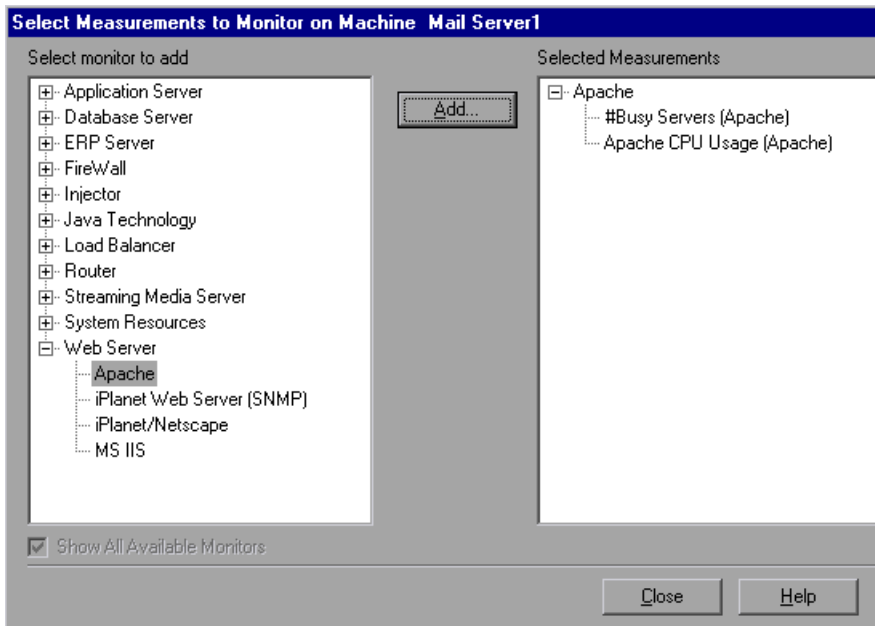 Select Measurements to Monitor on Machine  Mail Server1
Select monitor to add
Application Server
Database Server
ERP Server
FireWall
Injector
Java Technology
Load Balancer
Router
Streaming Media Server
System Resources
Web Server
Apache
iPlanet Web Server (SNMP)
iPlanet/Netscape
MS IIS
Show All Available Monitors
Add...
Selected Measurements
Apache
#Busy Servers (Apache)
Apache CPU Usage (Apache)
Close
Help